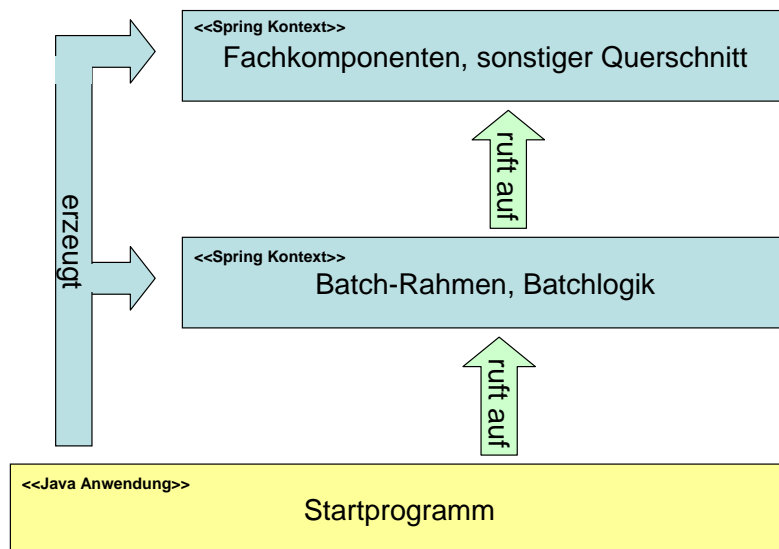 <<Spring Kontext>>
Fachkomponenten, sonstiger Querschnitt
ruft auf
erzeugt
<<Spring Kontext>>
Batch-Rahmen, Batchlogik
ruft auf
<<Java Anwendung>>
Startprogramm